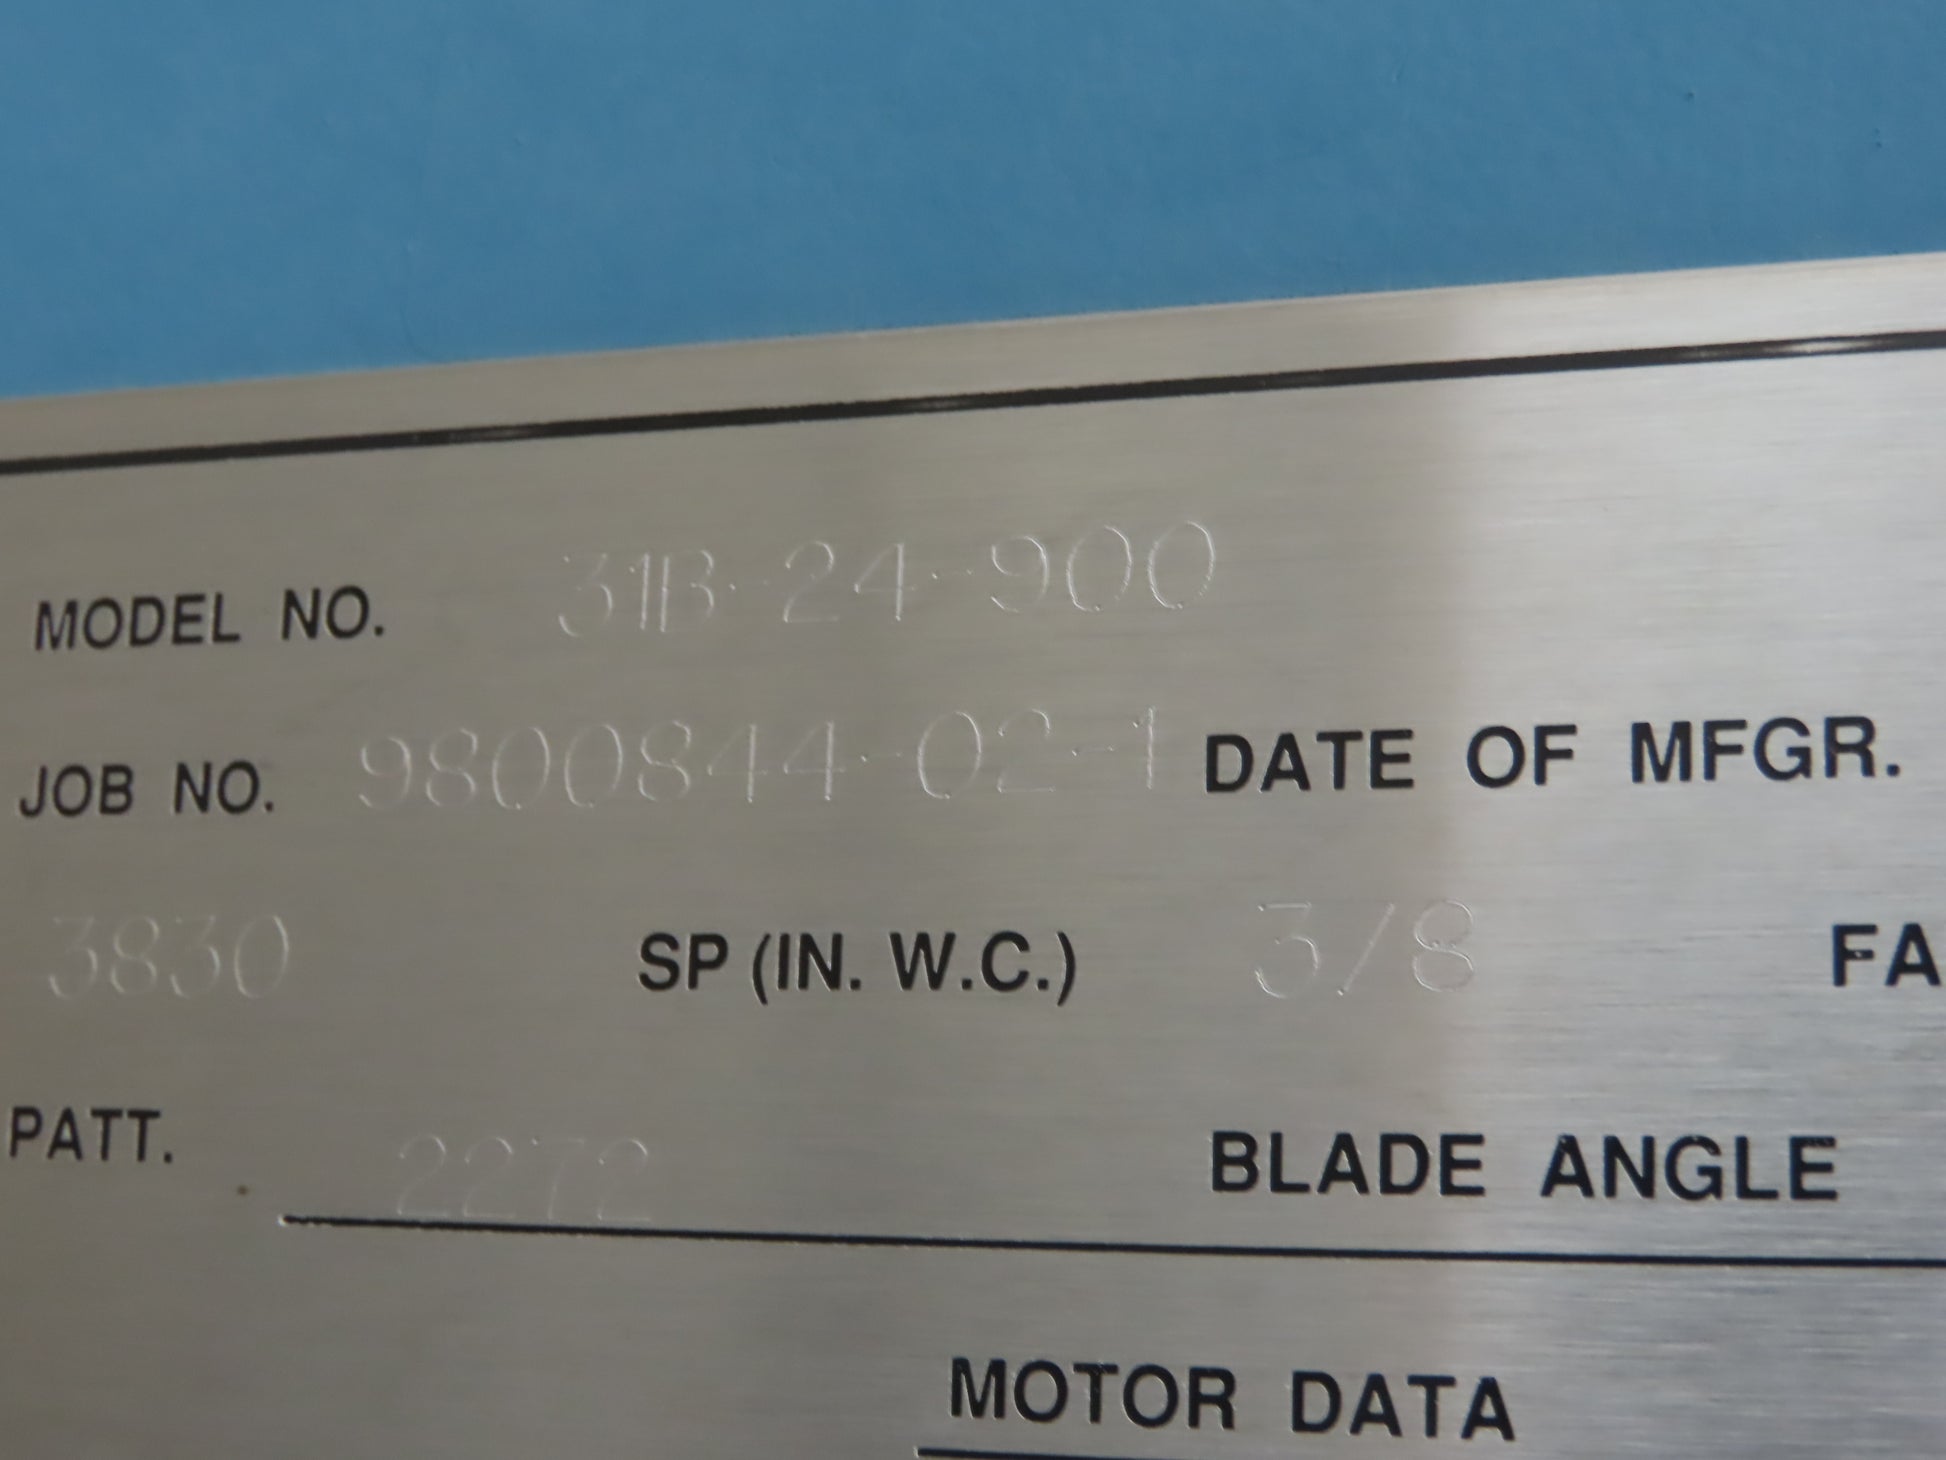 MODEL NO. 31B-24-900
JOB NO. 9800844-02-1 DATE OF MFGR.
3830 SP (IN. W.C.) 3/8 FA
PATT. 2272 BLADE ANGLE
MOTOR DATA